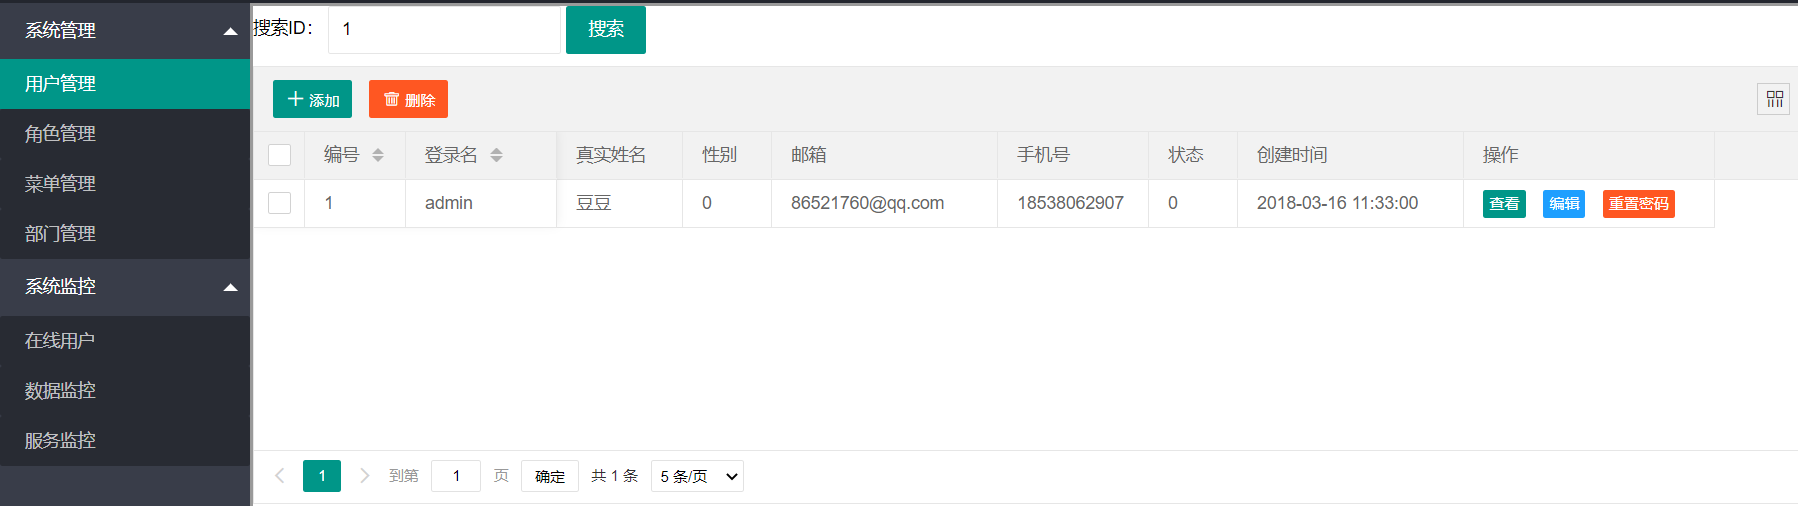 系统管理
用户管理
角色管理
菜单管理
部门管理
系统监控
在线用户
数据监控
服务监控
搜索ID: 1 搜索
添加 删除
编号 登录名 真实姓名 性别 邮箱 手机号 状态 创建时间 操作
1 admin 豆豆 0 86521760@qq.com 18538062907 0 2018-03-16 11:33:00 查看 编辑 重置密码
1 到第 1 页 确定 共 1 条 5 条/页